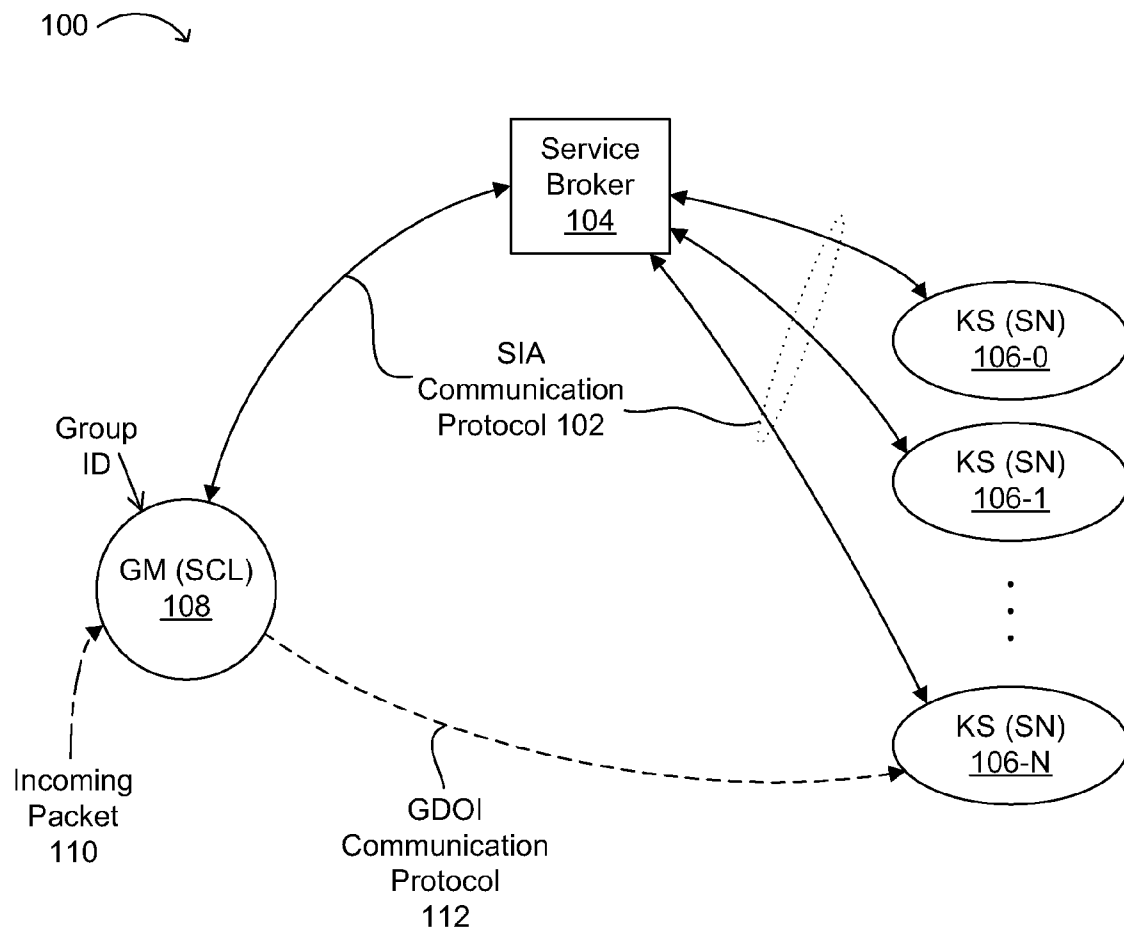 100
Service
Broker
104
KS (SN)
106-0
SIA
Communication
Protocol 102
Group
ID
KS (SN)
106-1
GM (SCL)
108
KS (SN)
106-N
Incoming
Packet
110
GDOI
Communication
Protocol
112